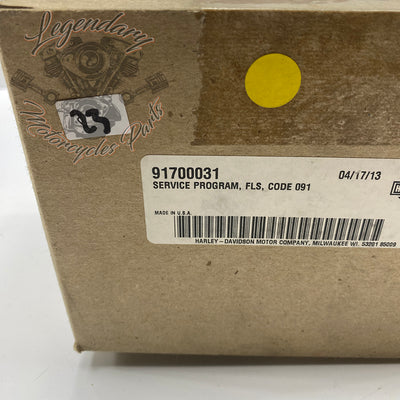 Legendary
Motorcycles Parts
23
91700031 04/17/13
SERVICE PROGRAM, FLS, CODE 091
MADE IN U.S.A.
HARLEY-DAVIDSON MOTOR COMPANY, MILWAUKEE WI. 53201 85009